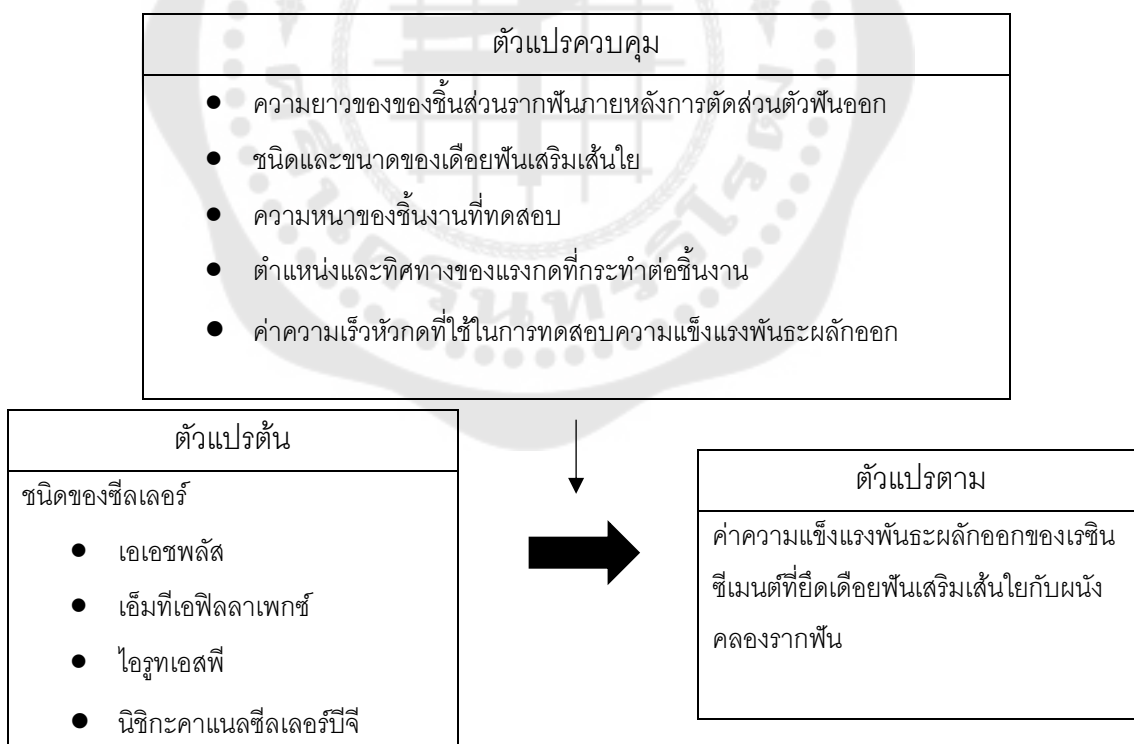 ตัวแปรควบคุม
● ความยาวของของชิ้นส่วนรากฟันภายหลังการตัดส่วนตัวฟันออก
● ชนิดและขนาดของเดือยฟันเสริมเส้นใย
● ความหนาของชิ้นงานที่ทดสอบ
● ตำแหน่งและทิศทางของแรงกดที่กระทำต่อชิ้นงาน
● ค่าความเร็วหัวกดที่ใช้ในการทดสอบความแข็งแรงพันธะผลักออก
ตัวแปรต้น
ชนิดของซีลเลอร์
● เอเอชพลัส
● เอ็มทีเอฟิลลาเพกซ์
● ไอรูทเอสพี
● นิชิกะคาแนลซีลเลอร์บีจี
ตัวแปรตาม
ค่าความแข็งแรงพันธะผลักออกของเรซิน
ซีเมนต์ที่ยึดเดือยฟันเสริมเส้นใยกับผนัง
คลองรากฟัน